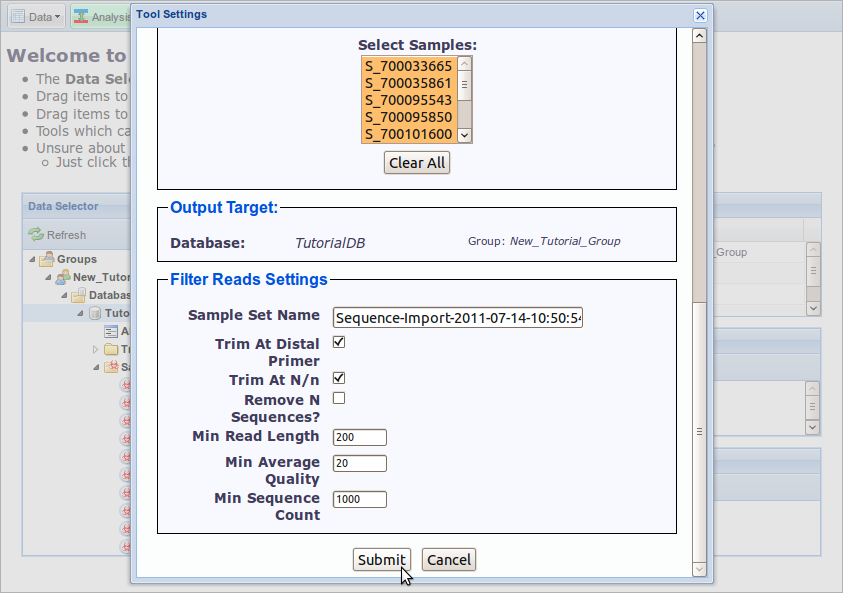 Data
Analysis
Tool Settings
Welcome to
The Data Sele
Drag items to
Drag items to
Tools which ca
Unsure about
Just click th
Select Samples:
S_700033665
S_700035861
S_700095543
S_700095850
S_700101600
Clear All
Data Selector
Refresh
Groups
New_Tutor
Databas
Tuto
A
Tr
Sa
_Group
Output Target:
Database: TutorialDB Group: New_Tutorial_Group
Filter Reads Settings
Sample Set Name Sequence-Import-2011-07-14-10:50:54
Trim At Distal
Primer
Trim At N/n
Remove N
Sequences?
Min Read Length 200
Min Average 20
Quality
Min Sequence 1000
Count
Submit Cancel